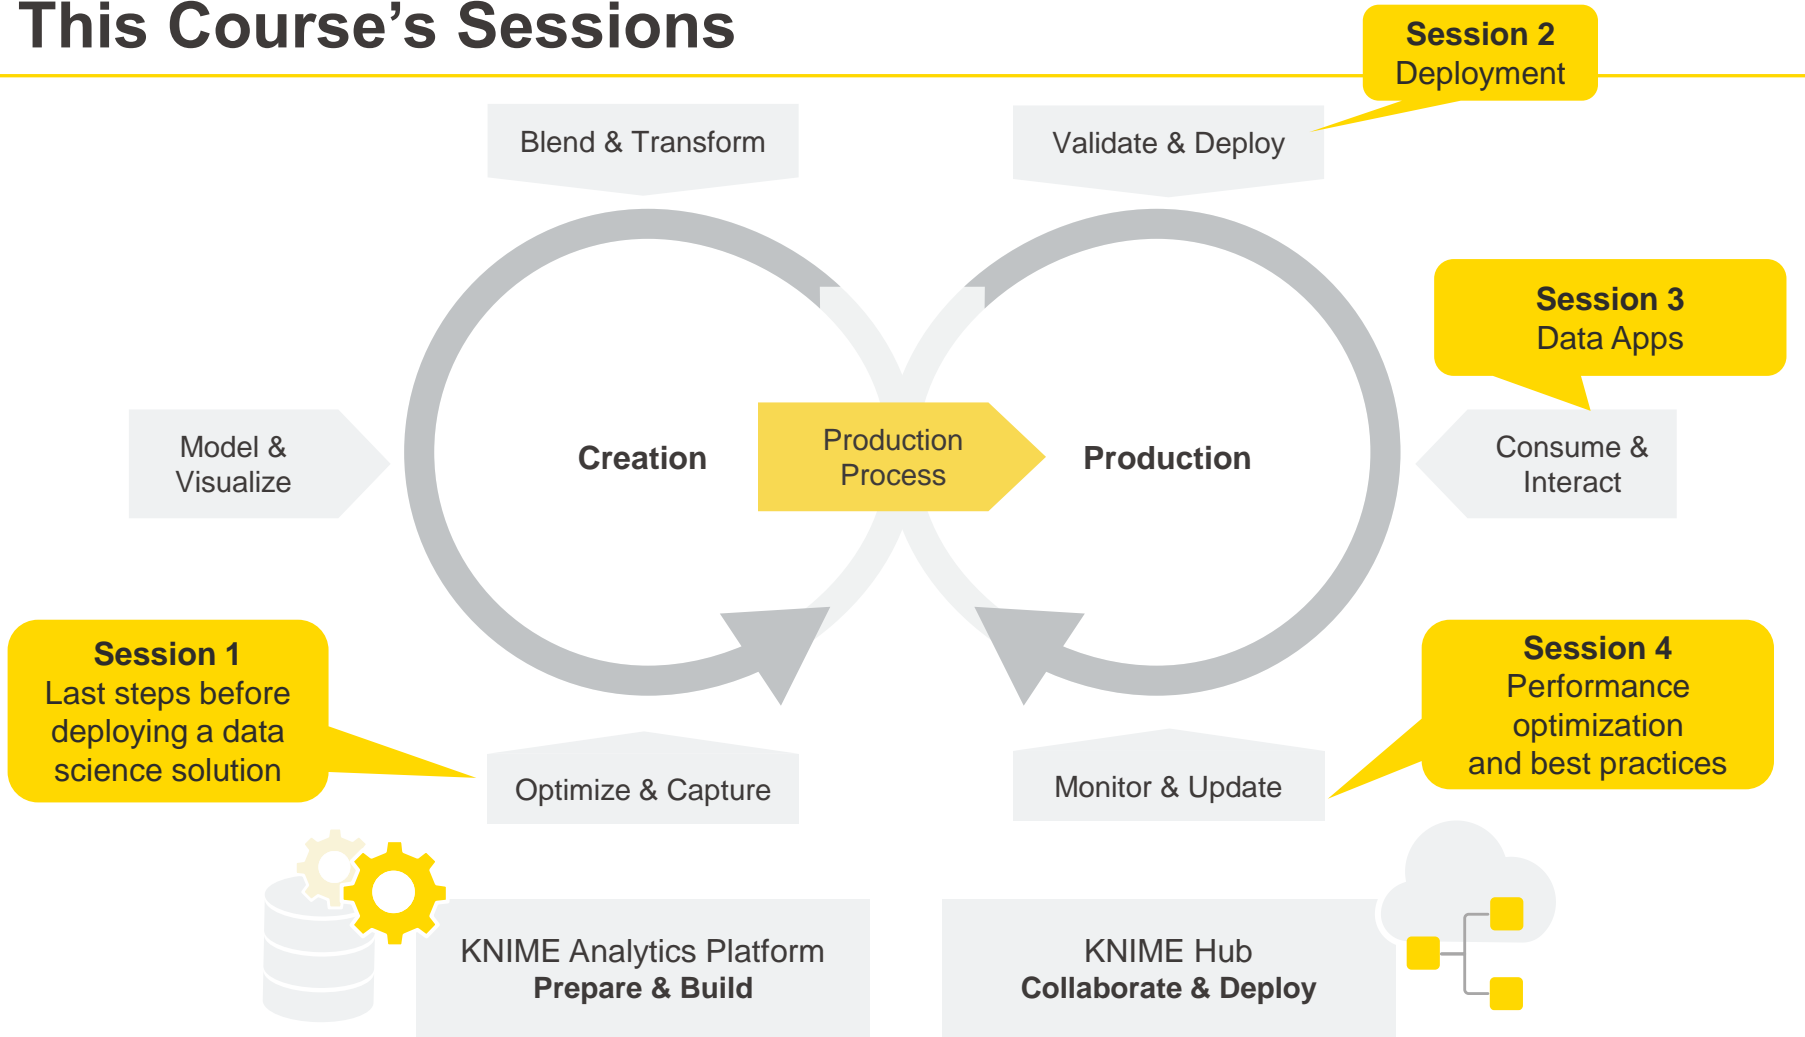 This Course's Sessions
Session 2
Deployment
Blend & Transform
Validate & Deploy
Session 3
Data Apps
Model &
Visualize
Creation
Production
Process
Production
Consume &
Interact
Session 1
Last steps before
deploying a data
science solution
Session 4
Performance
optimization
and best practices
Optimize & Capture
Monitor & Update
KNIME Analytics Platform
Prepare & Build
KNIME Hub
Collaborate & Deploy